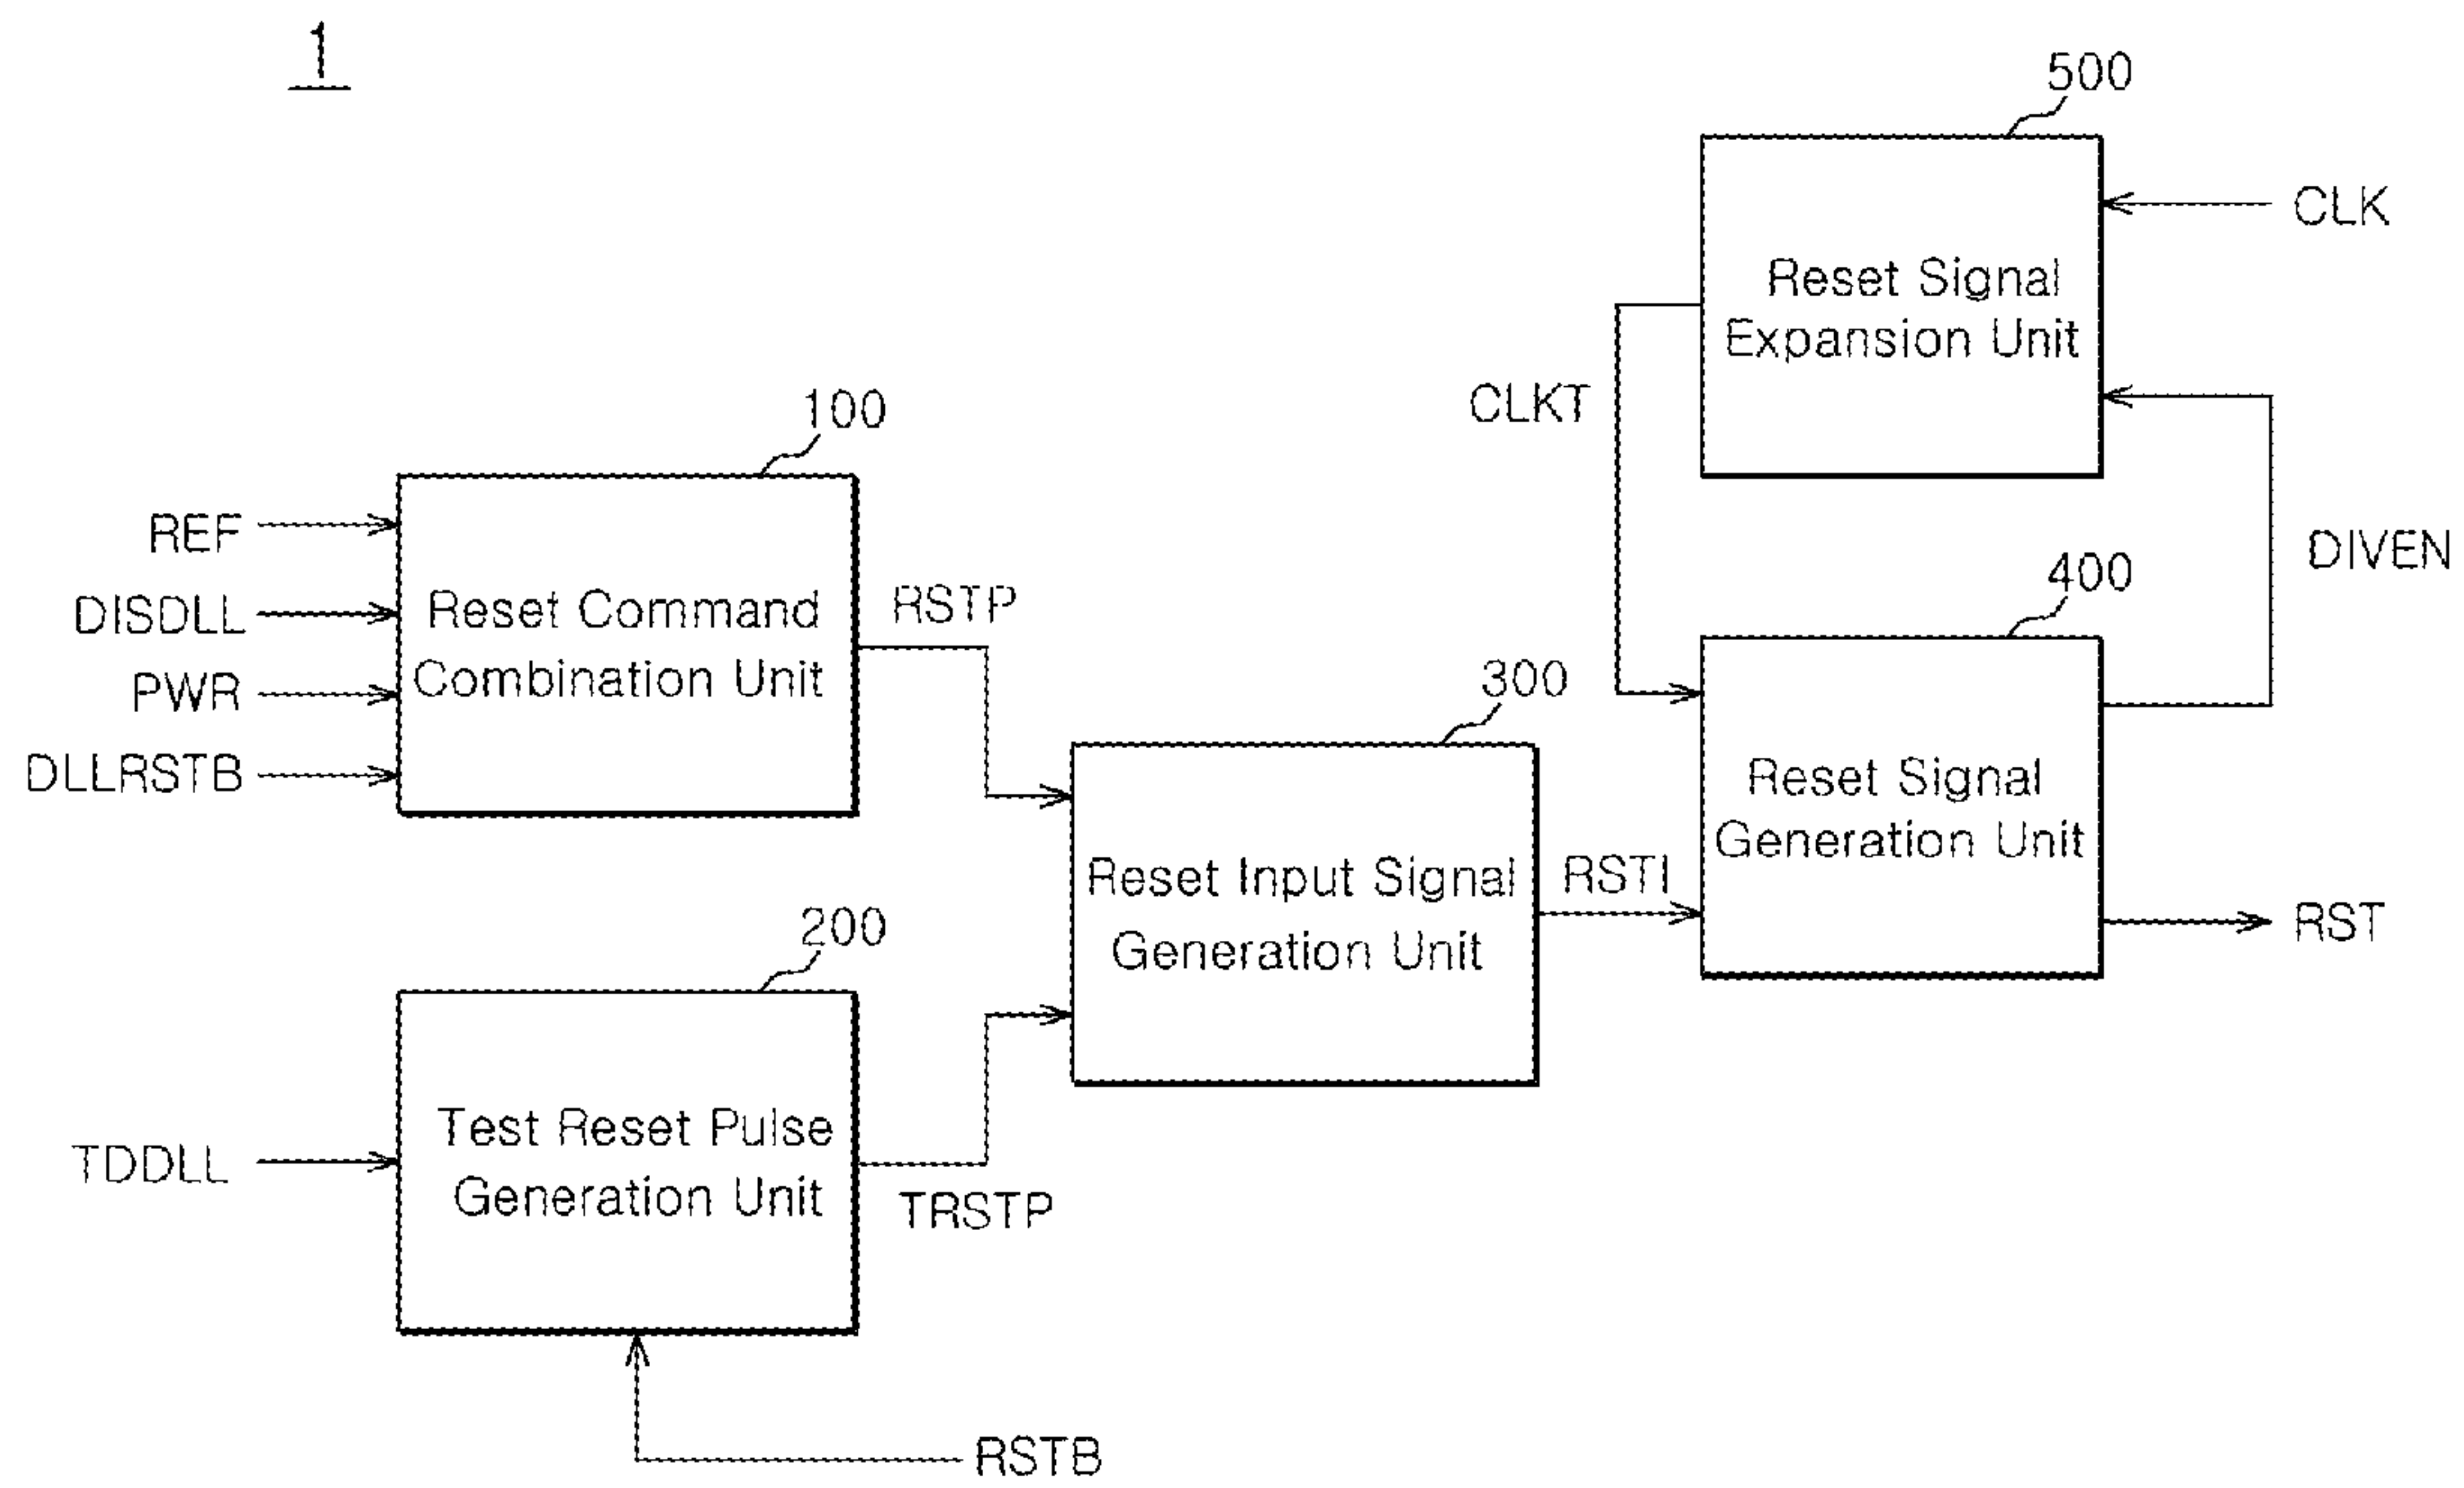 1
500
CLK
Reset Signal
Expansion Unit
CLKT
DIVEN
100
REF
DISDLL
PWR
DLLRSTB
Reset Command
Combination Unit
RSTP
400
300
Reset Signal
Generation Unit
Reset Input Signal
Generation Unit
RSTI
RST
200
TDDLL
Test Reset Pulse
Generation Unit
TRSTP
RSTB